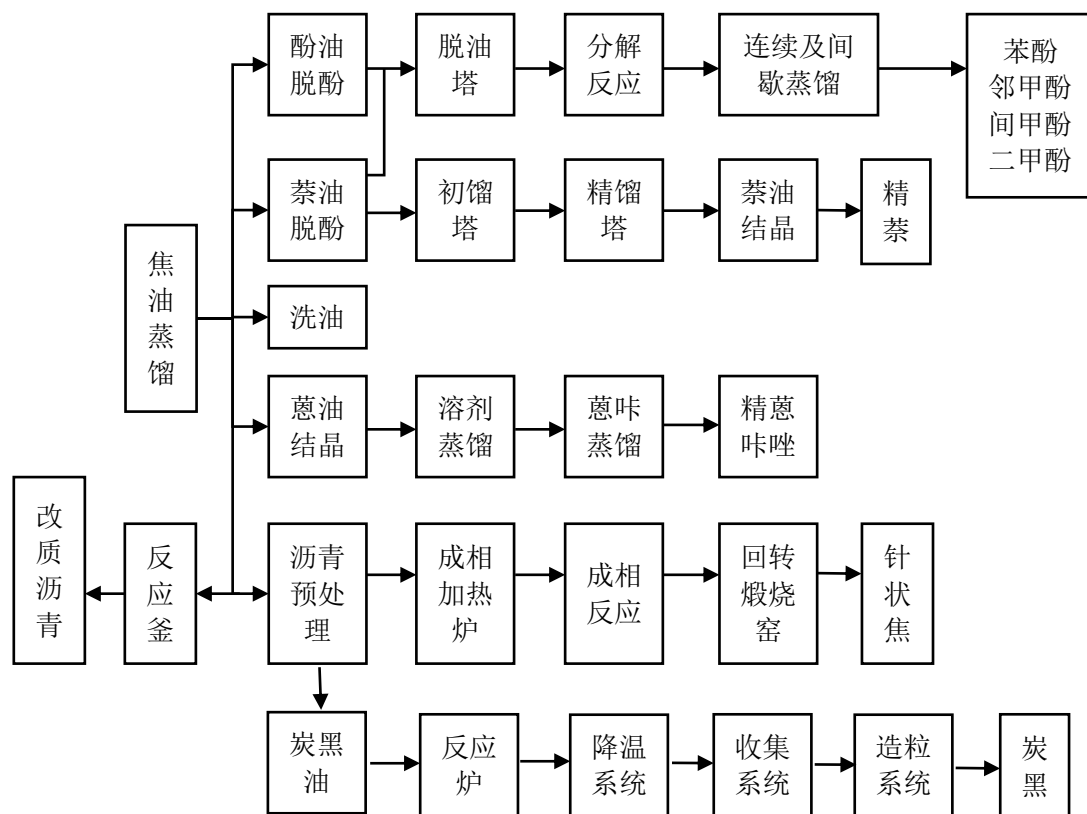 酚油
脱酚
脱油
塔
分解
反应
连续及间
歇蒸馏
苯酚
邻甲酚
间甲酚
二甲酚
萘油
脱酚
初馏
塔
精馏
塔
萘油
结晶
精
萘
焦
油
蒸
馏
洗油
蒽油
结晶
溶剂
蒸馏
蒽咔
蒸馏
精蒽
咔唑
改
质
沥
青
反
应
釜
沥青
预处
理
成相
加热
炉
成相
反应
回转
煅烧
窑
针
状
焦
炭黑
油
反应
炉
降温
系统
收集
系统
造粒
系统
炭
黑